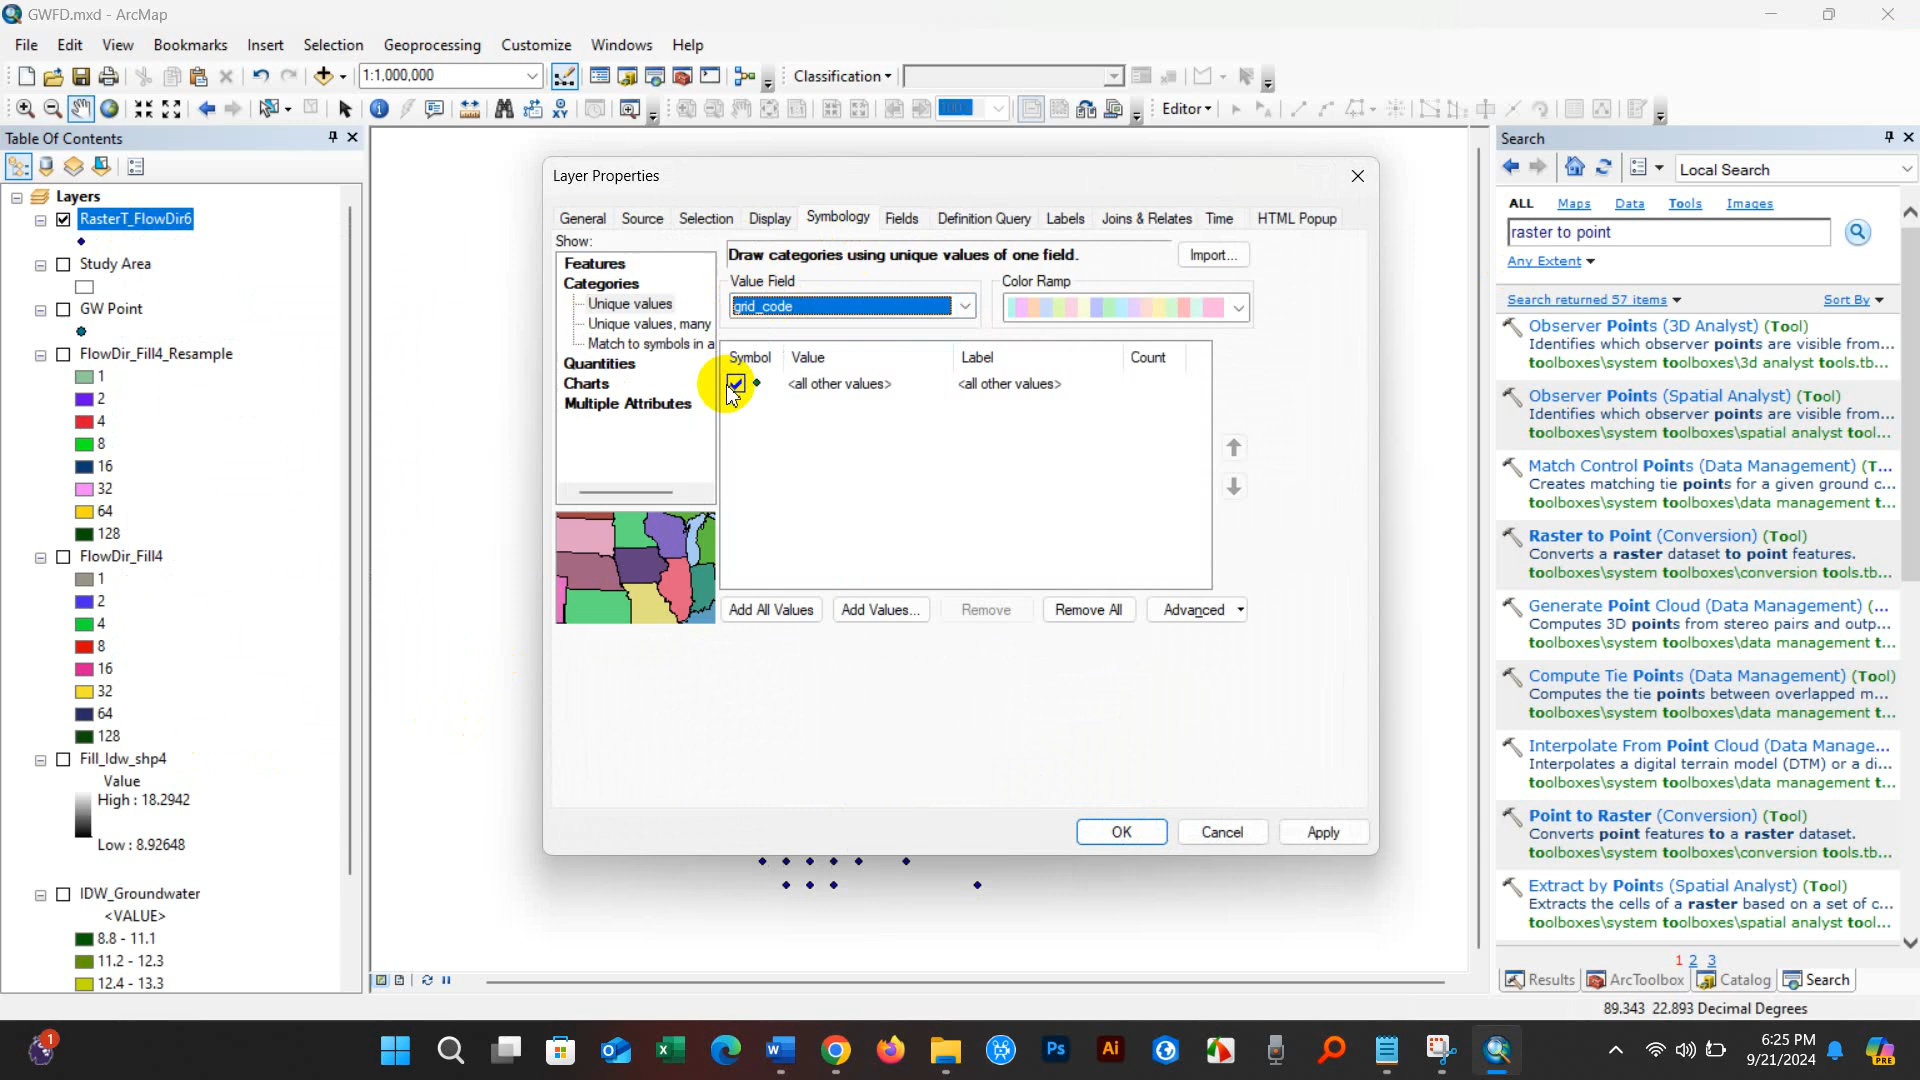 GWFD.mxd - ArcMap
File Edit View Bookmarks Insert Selection Geoprocessing Customize Windows Help
1:1,000,000 Classification
100% Editor
Table Of Contents
Layers
RasterT_FlowDir6
Study Area
GW Point
FlowDir_Fill4_Resample
1
2
4
8
16
32
64
128
FlowDir_Fill4
1
2
4
8
16
32
64
128
Fill_Idw_shp4
Value
High : 18.2942
Low : 8.92648
IDW_Groundwater
<VALUE>
8.8 - 11.1
11.2 - 12.3
12.4 - 13.3
Layer Properties
General Source Selection Display Symbology Fields Definition Query Labels Joins & Relates Time HTML Popup
Show:
Features
Categories
Unique values
Unique values, many
Match to symbols in a
Quantities
Charts
Multiple Attributes
Draw categories using unique values of one field.
Import...
Value Field
Color Ramp
grid_code
Symbol Value Label Count
<all other values> <all other values>
Add All Values Add Values... Remove Remove All Advanced
OK Cancel Apply
Search
Local Search
ALL Maps Data Tools Images
raster to point
Any Extent
Search returned 57 items Sort By
Observer Points (3D Analyst) (Tool)
Identifies which observer points are visible from...
toolboxes\system toolboxes\3d analyst tools.tb...
Observer Points (Spatial Analyst) (Tool)
Identifies which observer points are visible from...
toolboxes\system toolboxes\spatial analyst tool...
Match Control Points (Data Management) (T...
Creates matching tie points for a given ground c...
toolboxes\system toolboxes\data management t...
Raster to Point (Conversion) (Tool)
Converts a raster dataset to point features.
toolboxes\system toolboxes\conversion tools.tb...
Generate Point Cloud (Data Management) (...
Computes 3D points from stereo pairs and outp...
toolboxes\system toolboxes\data management t...
Compute Tie Points (Data Management) (Tool)
Computes the tie points between overlapped m...
toolboxes\system toolboxes\data management t...
Interpolate From Point Cloud (Data Manage...
Interpolates a digital terrain model (DTM) or a di...
toolboxes\system toolboxes\data management t...
Point to Raster (Conversion) (Tool)
Converts point features to a raster dataset.
toolboxes\system toolboxes\conversion tools.tb...
Extract by Points (Spatial Analyst) (Tool)
Extracts the cells of a raster based on a set of c...
toolboxes\system toolboxes\spatial analyst tool...
1 2 3
Results ArcToolbox Catalog Search
89.343 22.893 Decimal Degrees
1
Ps Ai
6:25 PM
9/21/2024
PRE